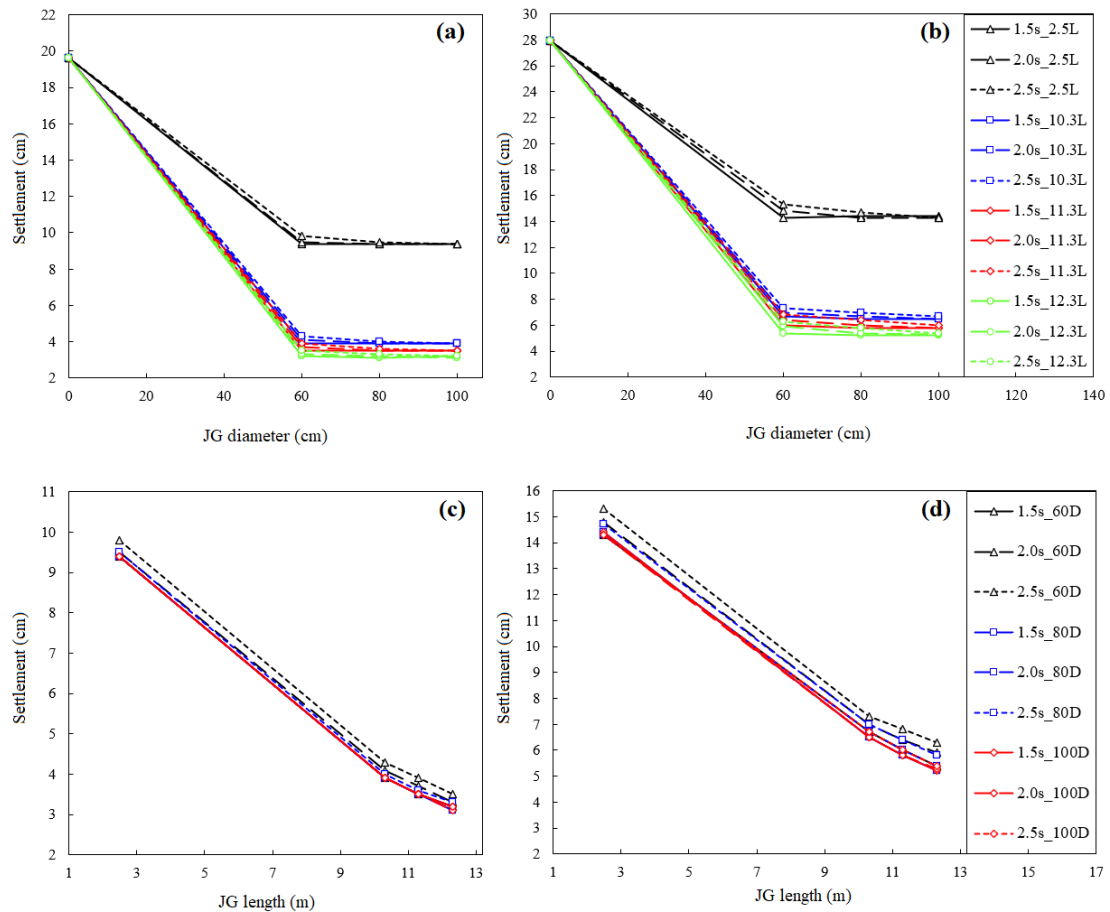 (a)
22
20
18
16
14
12
10
8
6
4
2
0
20
40
60
80
100
Settlement (cm)
JG diameter (cm)
(b)
30
28
26
24
22
20
18
16
14
12
10
8
6
4
2
0
20
40
60
80
100
120
140
Settlement (cm)
JG diameter (cm)
1.5s_2.5L
2.0s_2.5L
2.5s_2.5L
1.5s_10.3L
2.0s_10.3L
2.5s_10.3L
1.5s_11.3L
2.0s_11.3L
2.5s_11.3L
1.5s_12.3L
2.0s_12.3L
2.5s_12.3L
(c)
11
10
9
8
7
6
5
4
3
2
1
3
5
7
9
11
13
Settlement (cm)
JG length (m)
(d)
16
15
14
13
12
11
10
9
8
7
6
5
4
3
2
1
3
5
7
9
11
13
15
17
Settlement (cm)
JG length (m)
1.5s_60D
2.0s_60D
2.5s_60D
1.5s_80D
2.0s_80D
2.5s_80D
1.5s_100D
2.0s_100D
2.5s_100D